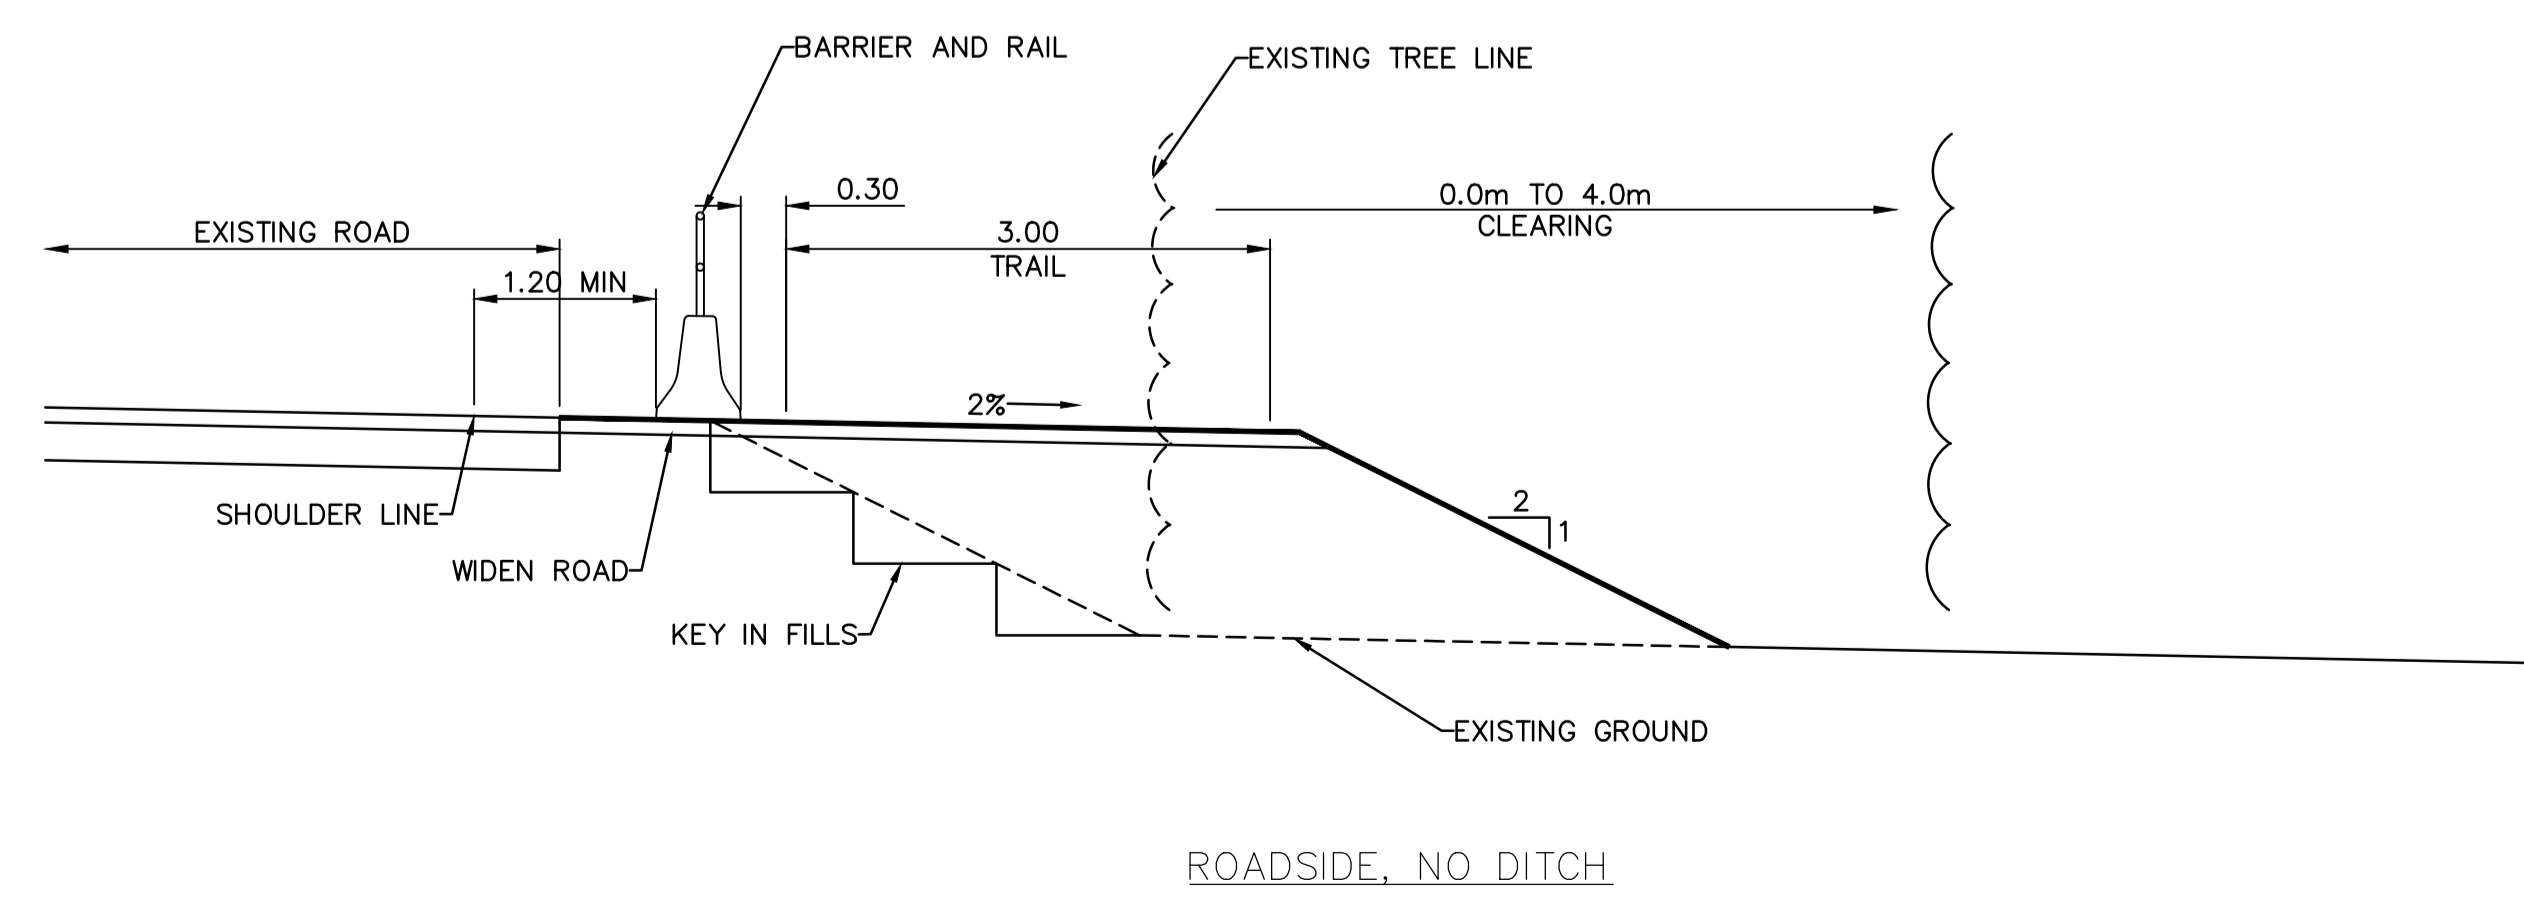 BARRIER AND RAIL
EXISTING TREE LINE
0.30
0.0m TO 4.0m
CLEARING
EXISTING ROAD
3.00
TRAIL
1.20 MIN
2%
SHOULDER LINE
2
1
WIDEN ROAD
KEY IN FILLS
EXISTING GROUND
ROADSIDE, NO DITCH